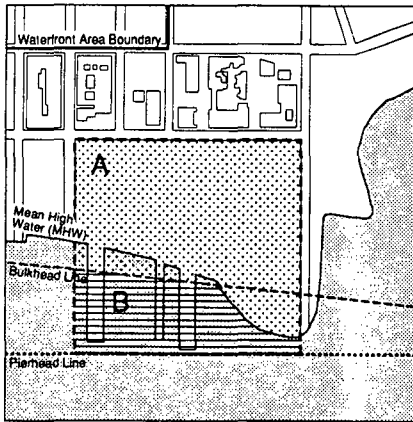 Waterfront Area Boundary
A
Mean High
Water (MHW)
Bulkhead Line
B
Pierhead Line